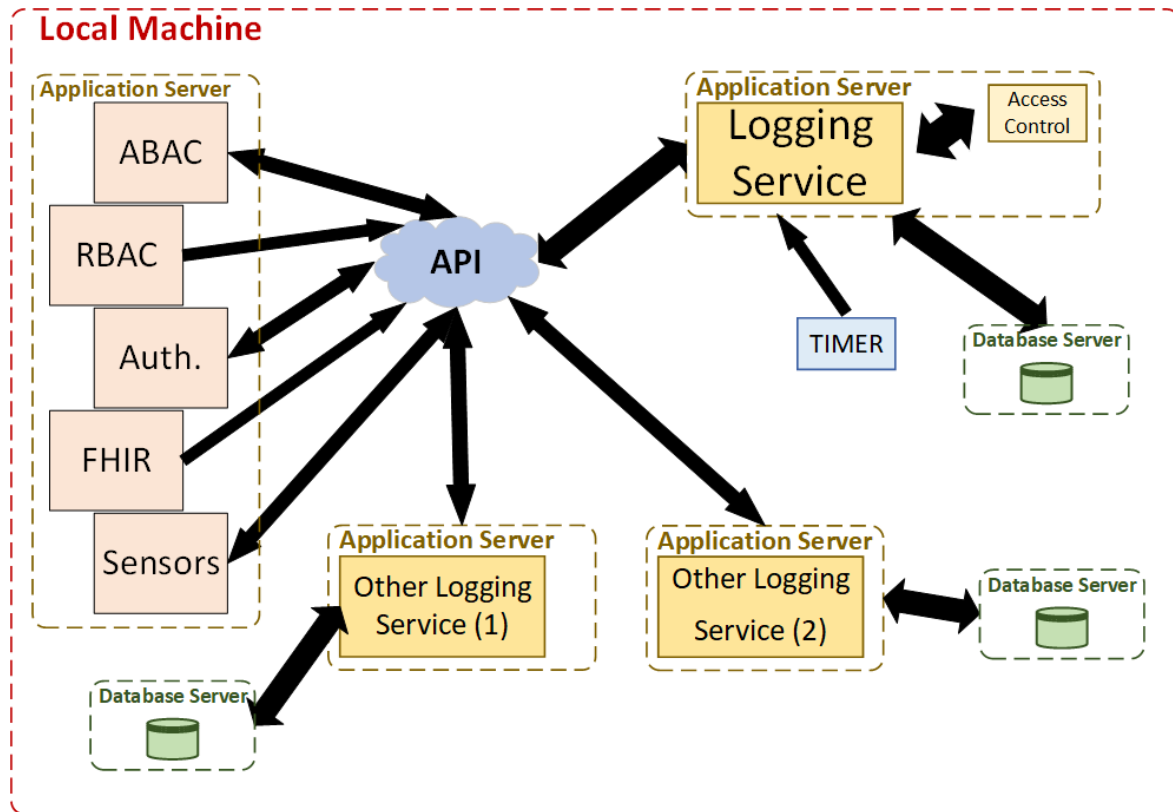 Local Machine
Application Server
ABAC
RBAC
Auth.
FHIR
Sensors
API
Application Server
Logging
Service
Access
Control
TIMER
Database Server
Application Server
Other Logging
Service (1)
Database Server
Application Server
Other Logging
Service (2)
Database Server